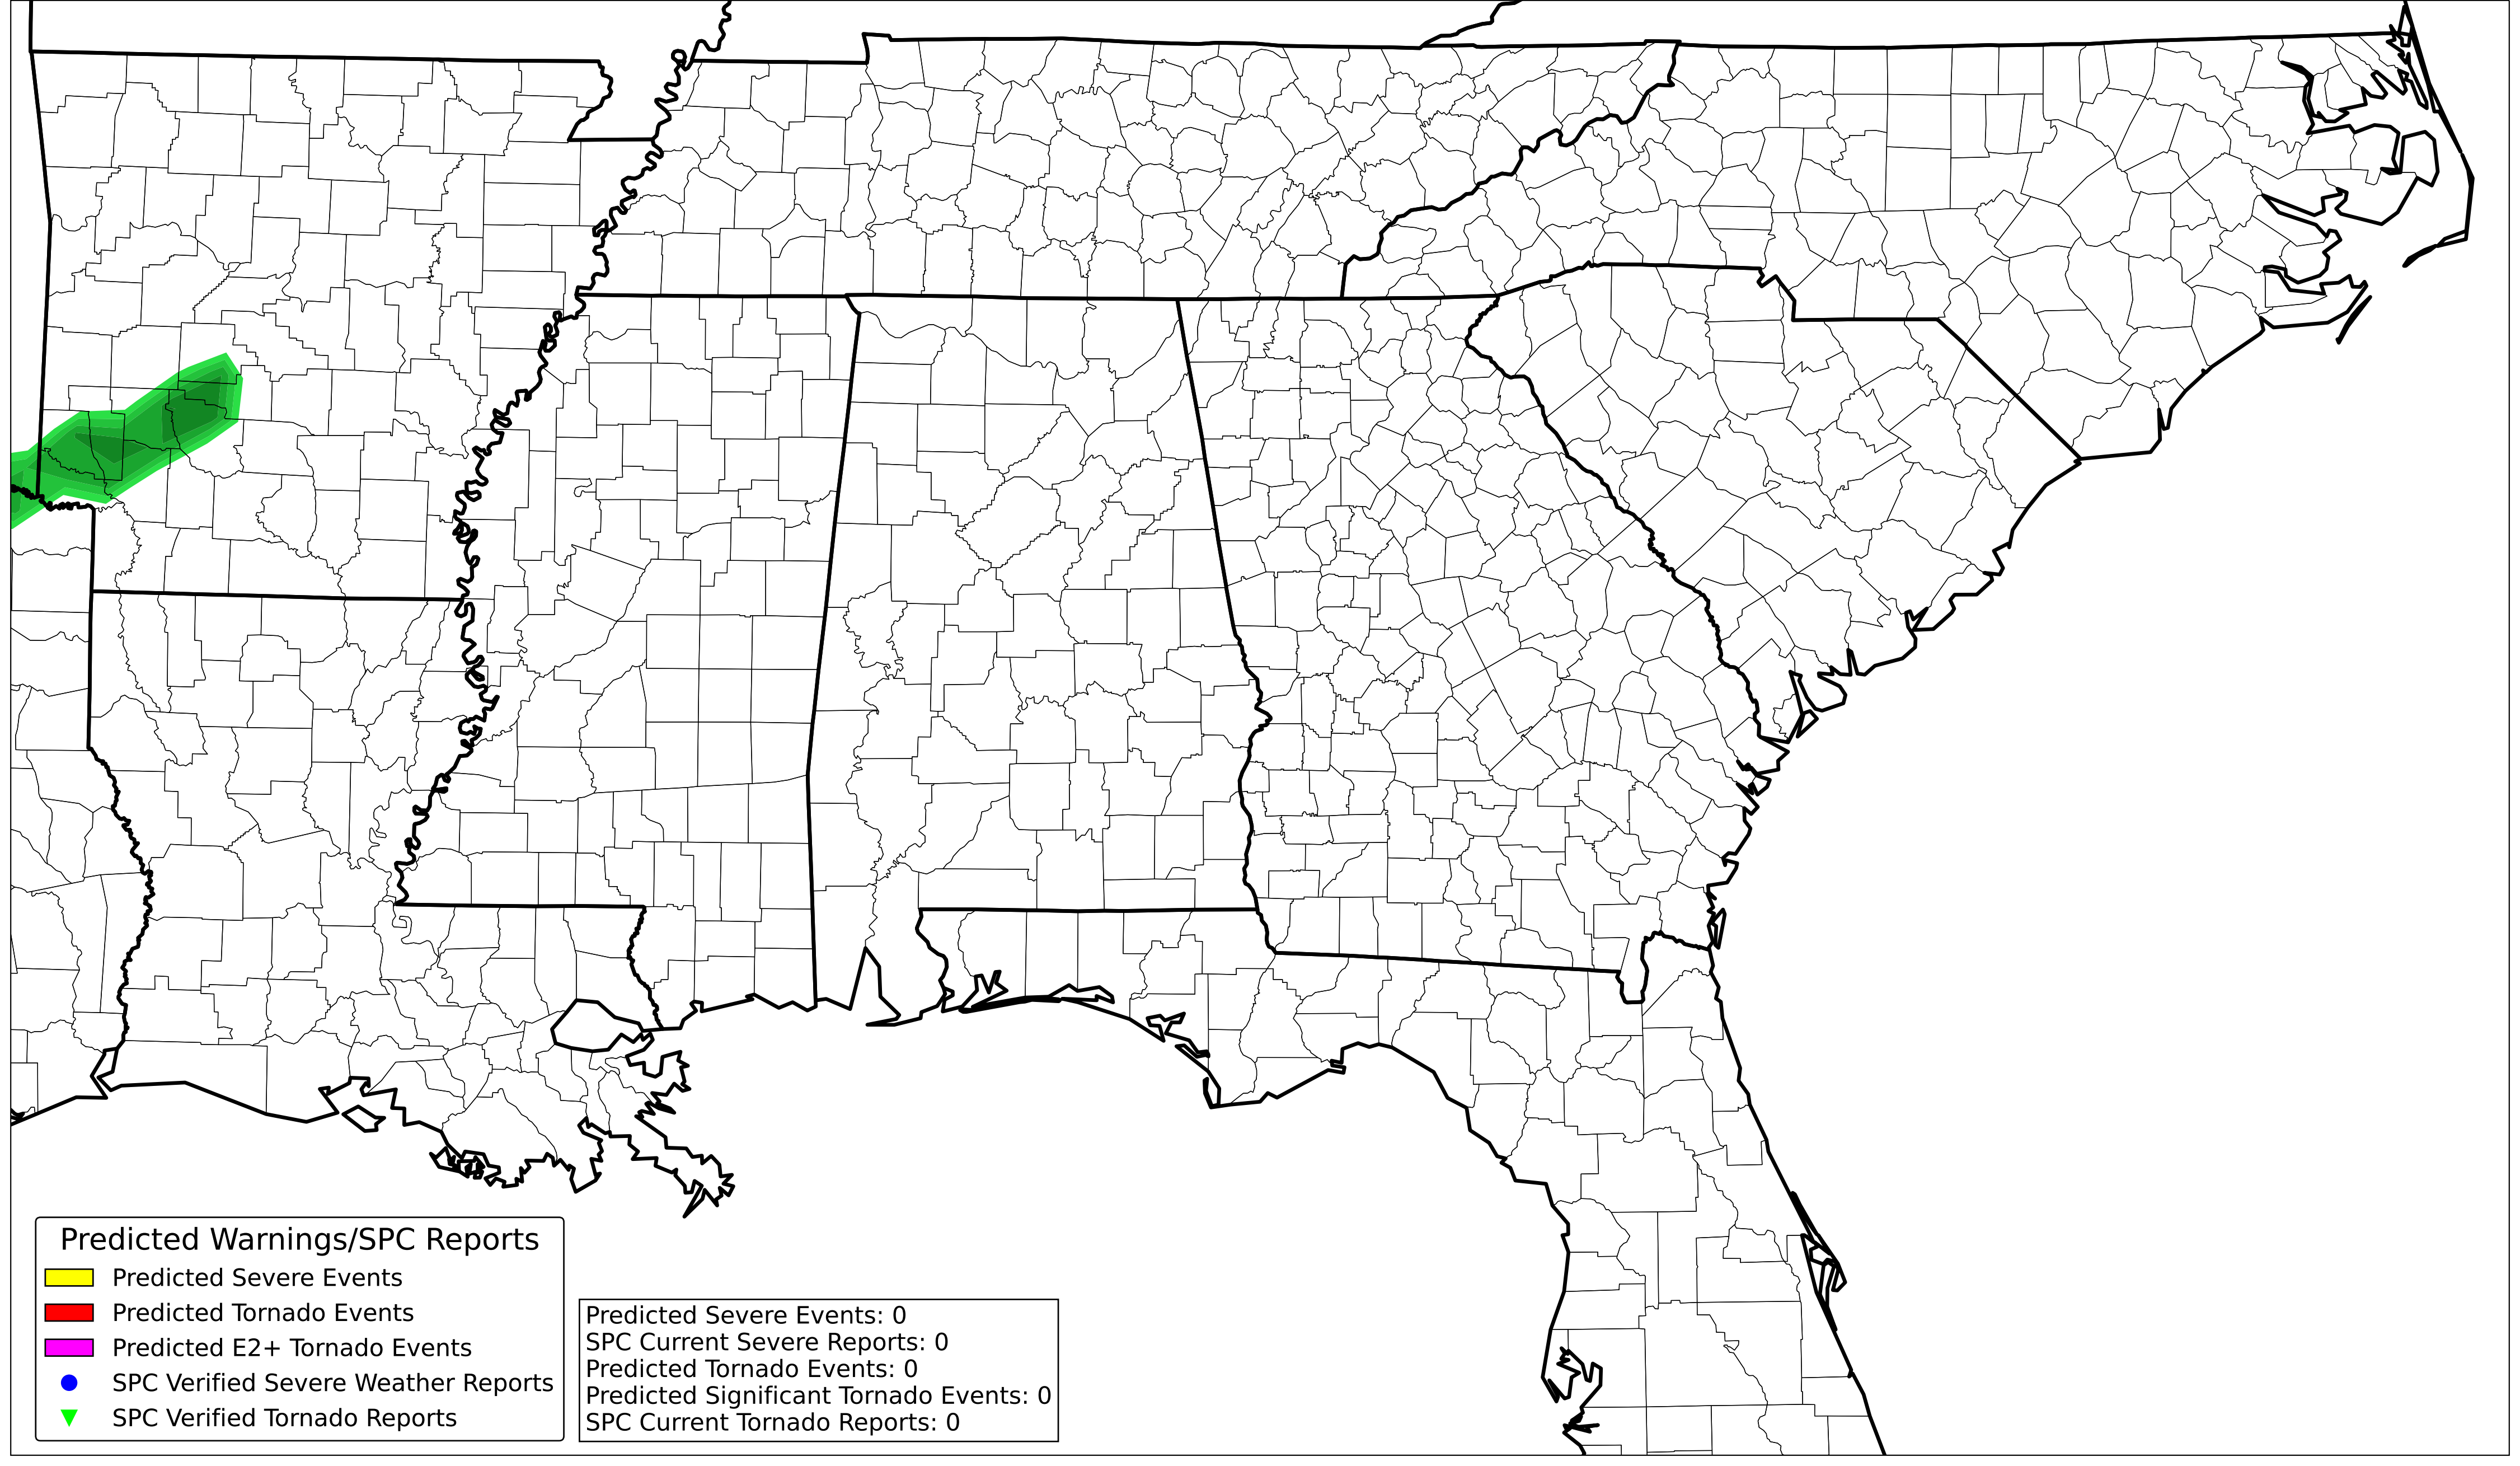 Predicted Warnings/SPC Reports
Predicted Severe Events
Predicted Tornado Events
Predicted E2+ Tornado Events
SPC Verified Severe Weather Reports
SPC Verified Tornado Reports
Predicted Severe Events: 0
SPC Current Severe Reports: 0
Predicted Tornado Events: 0
Predicted Significant Tornado Events: 0
SPC Current Tornado Reports: 0